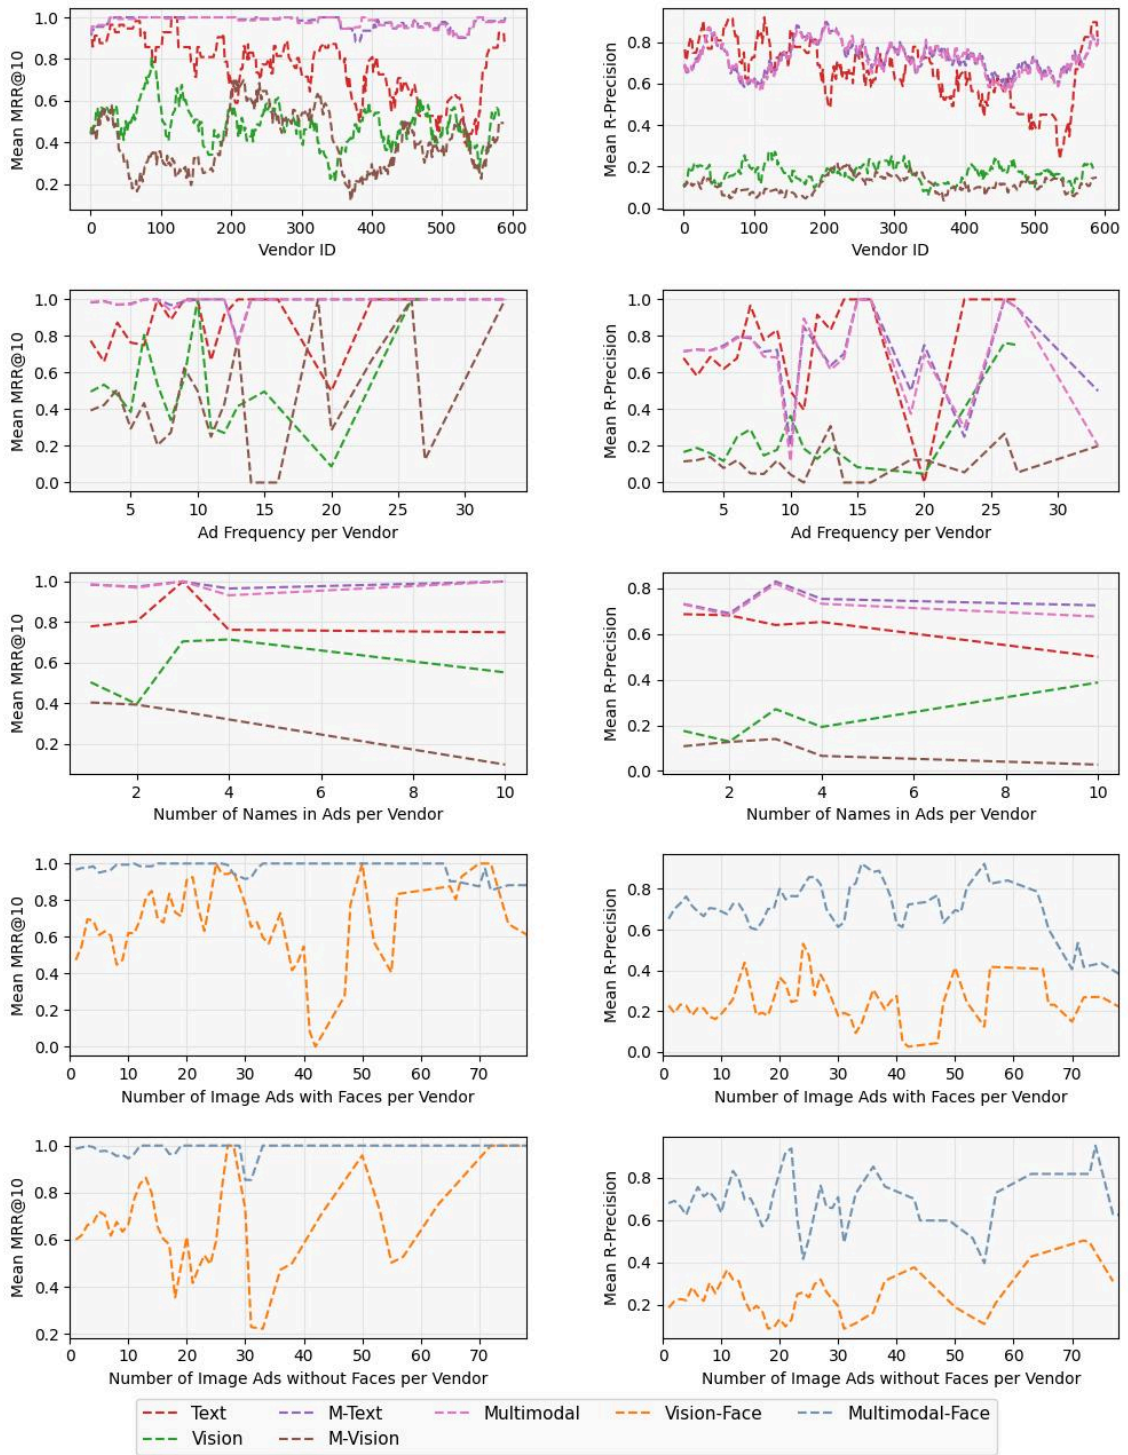 Mean MRR@10
1.0
0.8
0.6
0.4
0.2
0 100 200 300 400 500 600
Vendor ID
Mean R-Precision
0.8
0.6
0.4
0.2
0.0
0 100 200 300 400 500 600
Vendor ID
Mean MRR@10
1.0
0.8
0.6
0.4
0.2
0.0
5 10 15 20 25 30
Ad Frequency per Vendor
Mean R-Precision
1.0
0.8
0.6
0.4
0.2
0.0
5 10 15 20 25 30
Ad Frequency per Vendor
Mean MRR@10
1.0
0.8
0.6
0.4
0.2
2 4 6 8 10
Number of Names in Ads per Vendor
Mean R-Precision
0.8
0.6
0.4
0.2
0.0
2 4 6 8 10
Number of Names in Ads per Vendor
Mean MRR@10
1.0
0.8
0.6
0.4
0.2
0.0
0 10 20 30 40 50 60 70
Number of Image Ads with Faces per Vendor
Mean R-Precision
0.8
0.6
0.4
0.2
0.0
0 10 20 30 40 50 60 70
Number of Image Ads with Faces per Vendor
Mean MRR@10
1.0
0.8
0.6
0.4
0.2
0 10 20 30 40 50 60 70
Number of Image Ads without Faces per Vendor
Mean R-Precision
0.8
0.6
0.4
0.2
0 10 20 30 40 50 60 70
Number of Image Ads without Faces per Vendor
Text M-Text Multimodal Vision-Face Multimodal-Face
Vision M-Vision